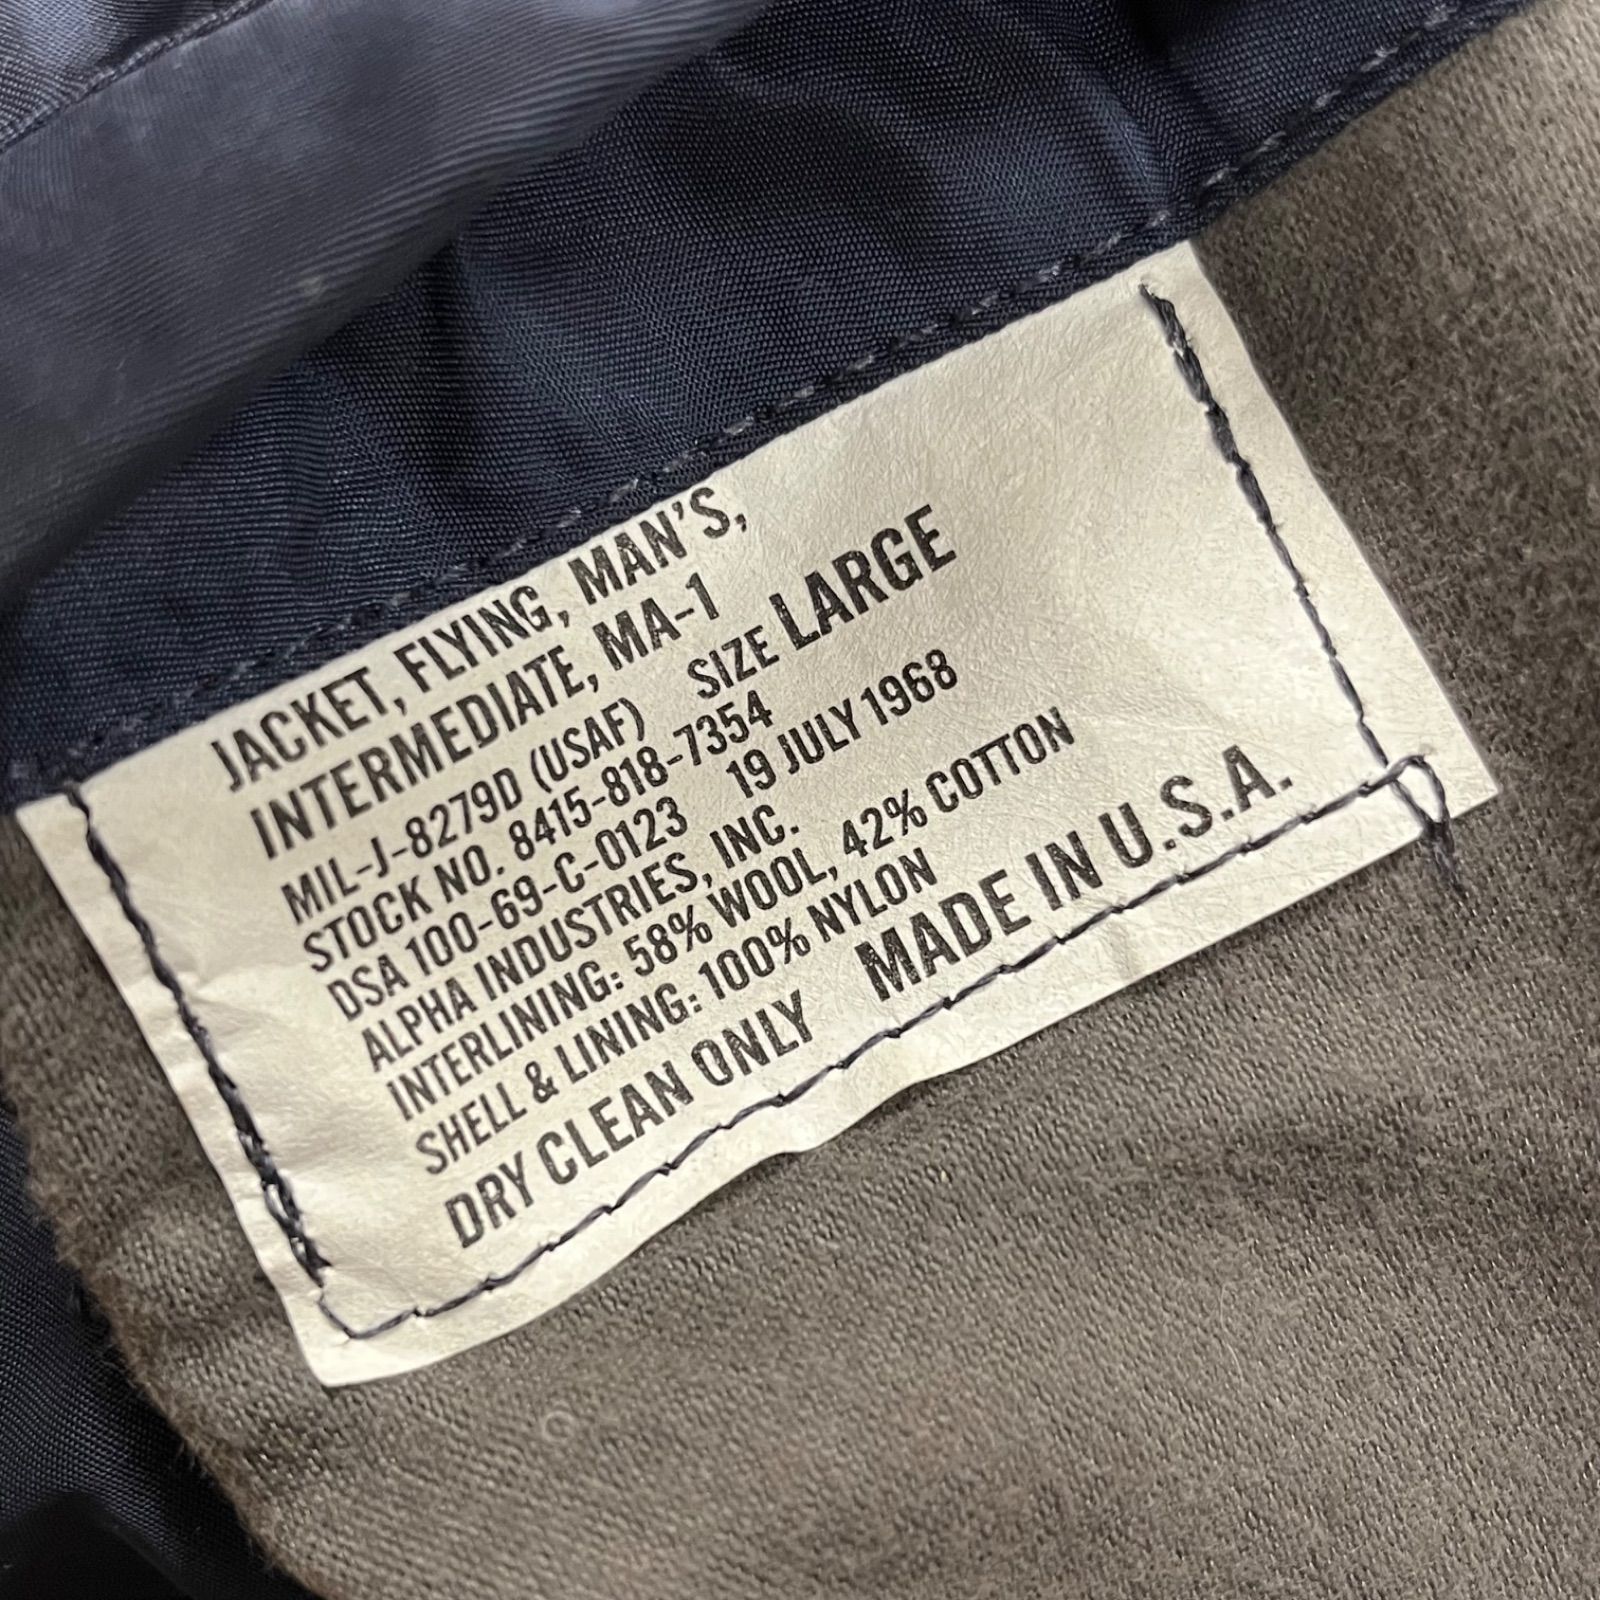 JACKET, FLYING, MAN'S,
INTERMEDIATE, MA-1
MIL-J-8279D (USAF) SIZE LARGE
STOCK NO. 8415-818-7354
DSA 100-69-C-0123 19 JULY 1968
ALPHA INDUSTRIES, INC.
INTERLINING: 58% WOOL, 42% COTTON
SHELL & LINING: 100% NYLON
DRY CLEAN ONLY MADE IN U.S.A.